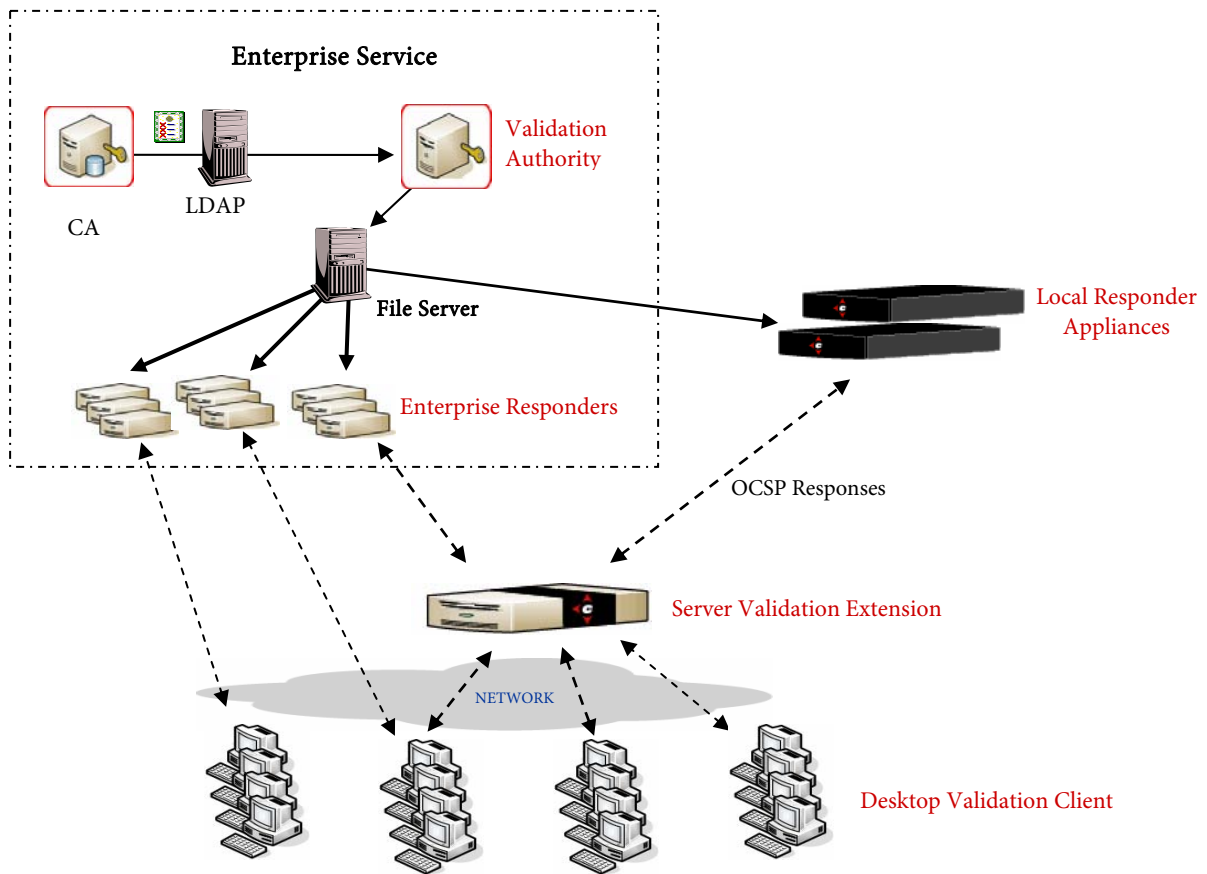 Enterprise Service
Validation
Authority
LDAP
CA
File Server
Local Responder
Appliances
Enterprise Responders
OCSP Responses
Server Validation Extension
NETWORK
Desktop Validation Client